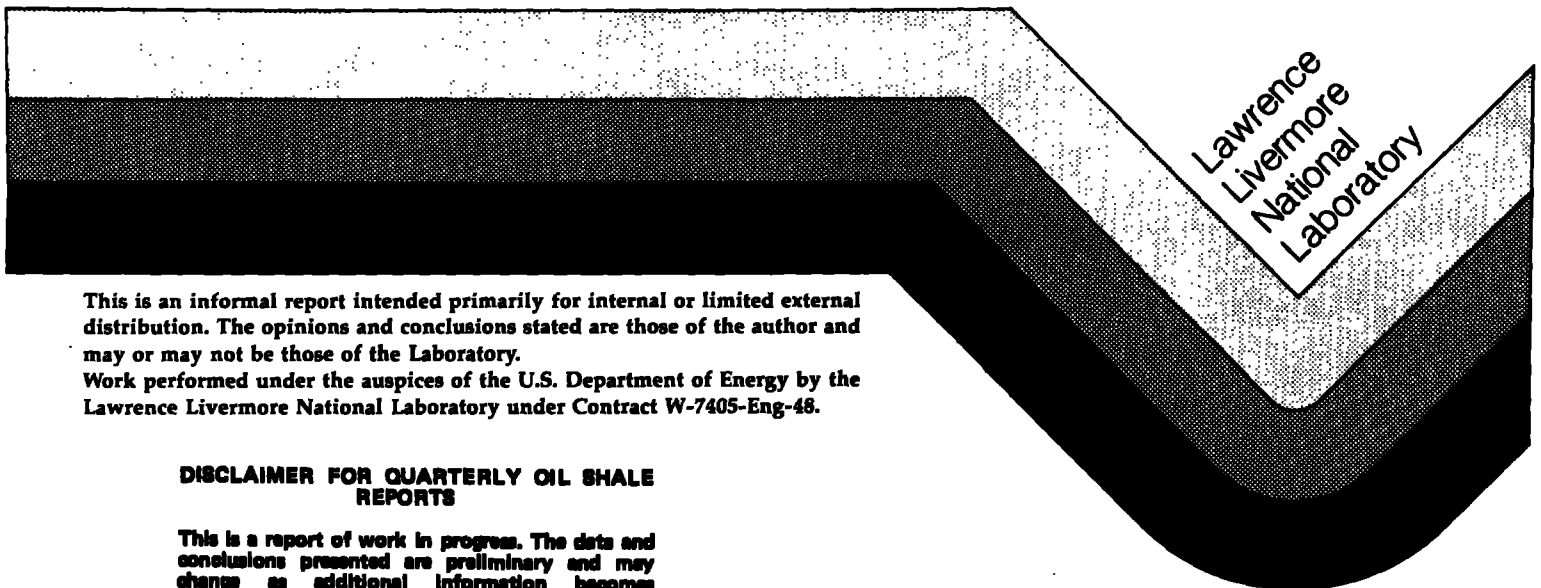 Lawrence
Livermore
National
Laboratory
This is an informal report intended primarily for internal or limited external
distribution. The opinions and conclusions stated are those of the author and
may or may not be those of the Laboratory.
Work performed under the auspices of the U.S. Department of Energy by the
Lawrence Livermore National Laboratory under Contract W-7405-Eng-48.
DISCLAIMER FOR QUARTERLY OIL SHALE
REPORTS
This is a report of work in progress. The data and
conclusions presented are preliminary and may
change as additional information becomes